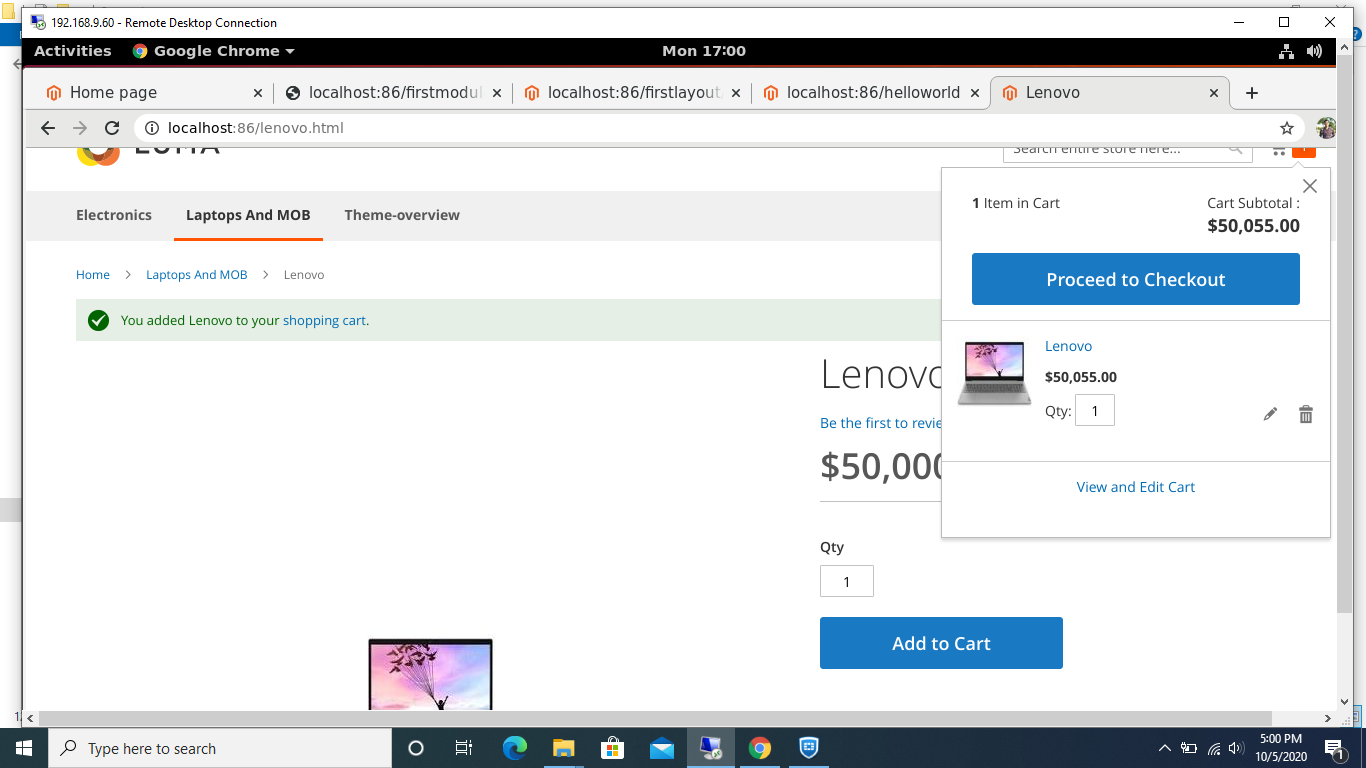 192.168.9.60 - Remote Desktop Connection
Activities Google Chrome Mon 17:00
Home page localhost:86/firstmodul localhost:86/firstlayout. localhost:86/helloworld Lenovo
localhost:86/lenovo.html
LUMA Search entire store here...
Electronics Laptops And MOB Theme-overview
Home Laptops And MOB Lenovo
You added Lenovo to your shopping cart.
Lenovo
Be the first to revie
$50,000
Qty
1
Add to Cart
1 Item in Cart Cart Subtotal :
$50,055.00
Proceed to Checkout
Lenovo
$50,055.00
Qty: 1
View and Edit Cart
Type here to search
5:00 PM
10/5/2020
1